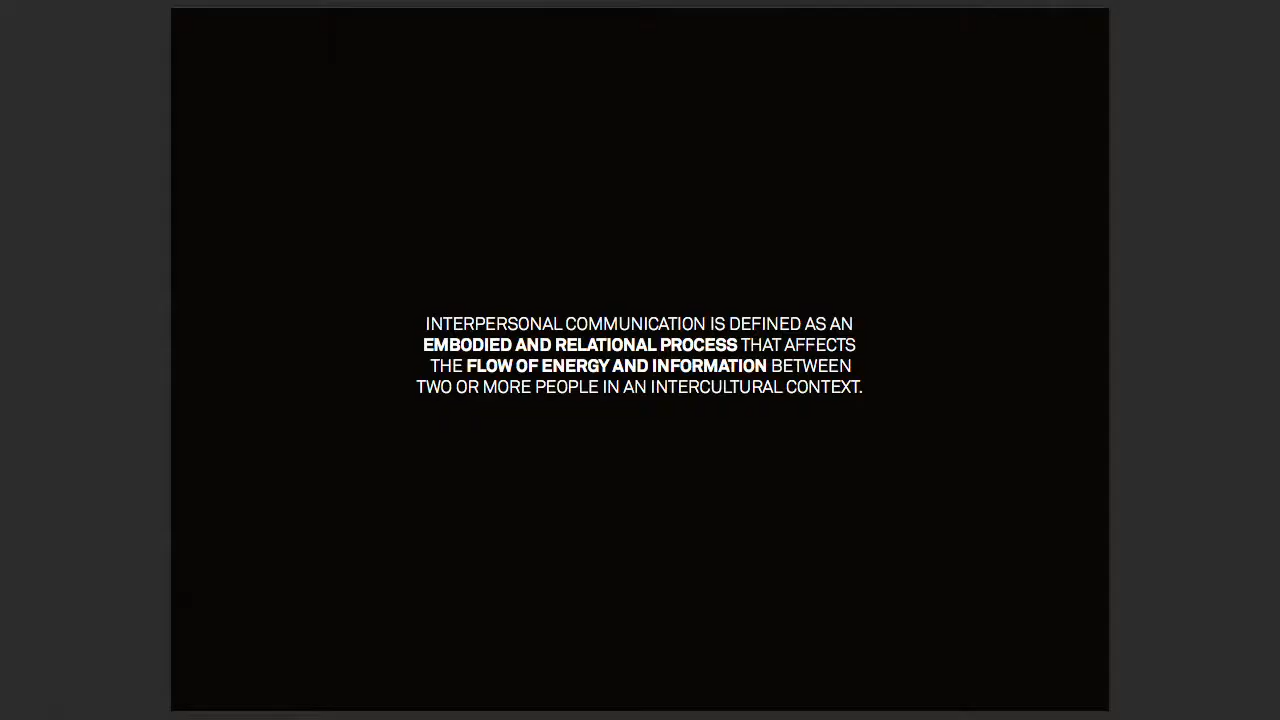 INTERPERSONAL COMMUNICATION IS DEFINED AS AN
EMBODIED AND RELATIONAL PROCESS THAT AFFECTS
THE FLOW OF ENERGY AND INFORMATION BETWEEN
TWO OR MORE PEOPLE IN AN INTERCULTURAL CONTEXT.